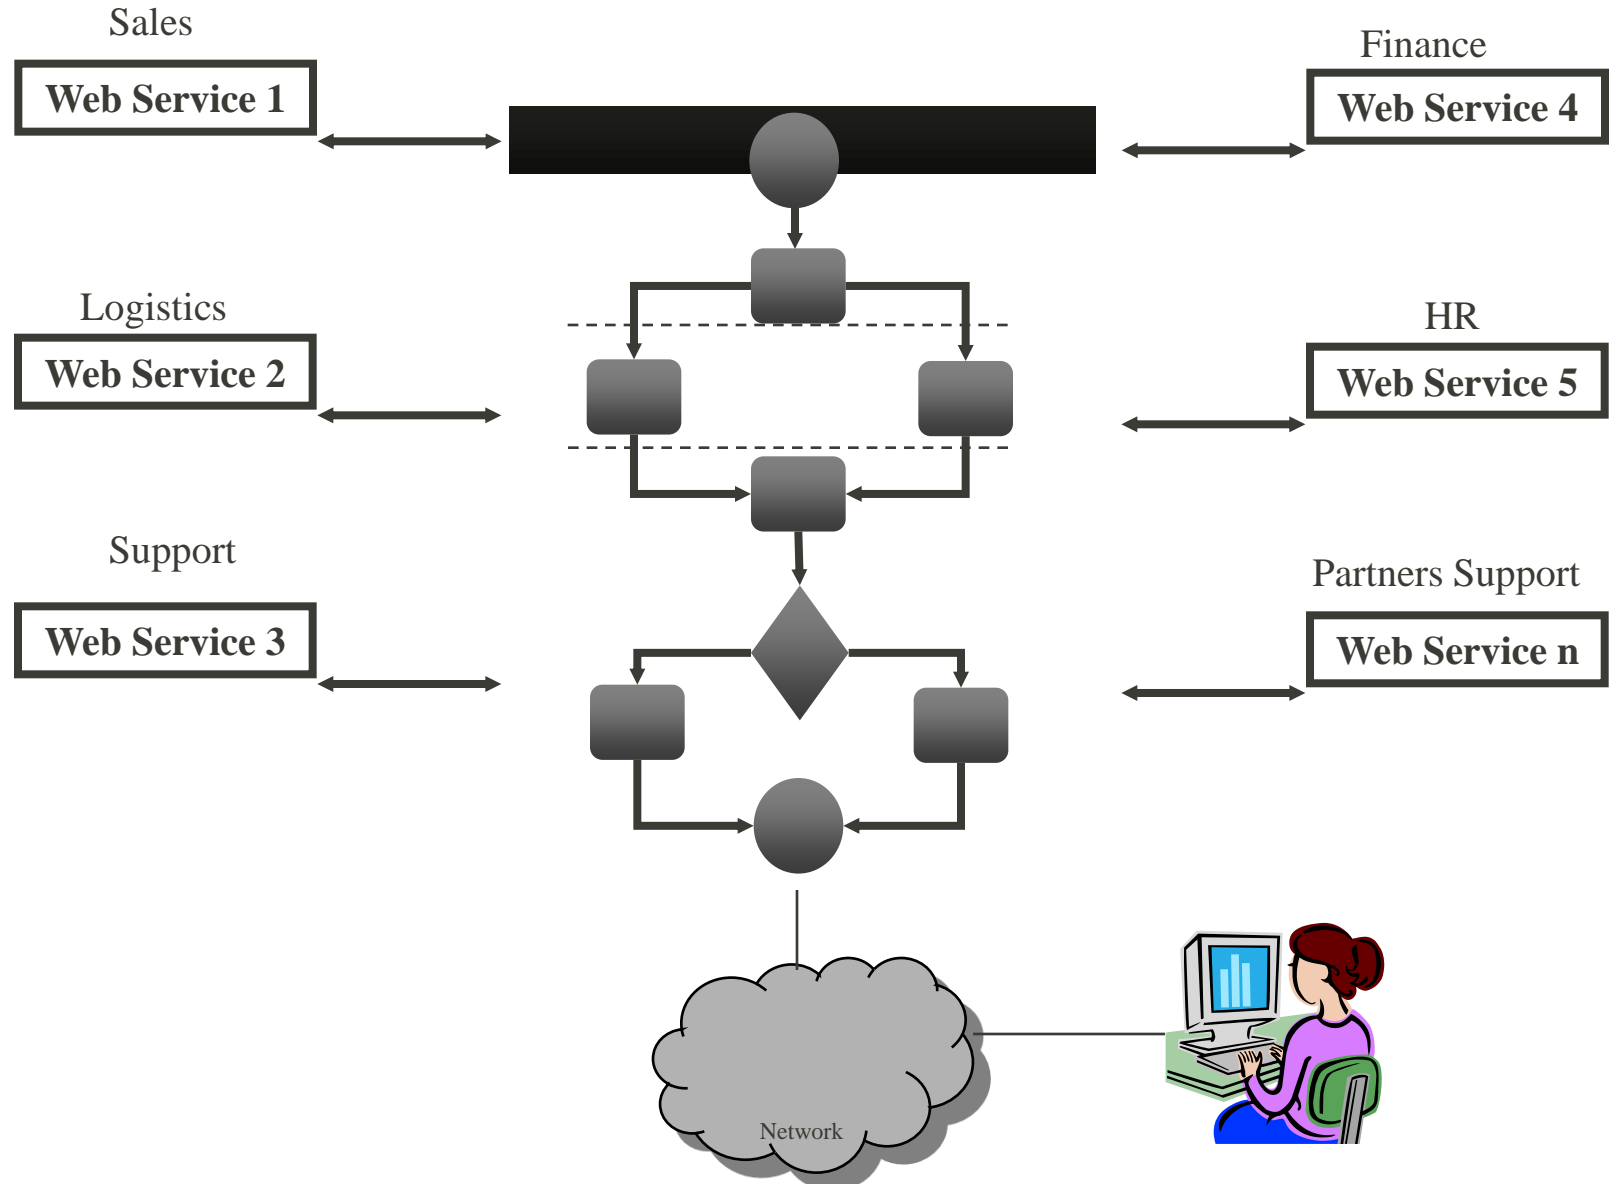 Sales
Web Service 1
Finance
Web Service 4
Logistics
Web Service 2
HR
Web Service 5
Support
Web Service 3
Partners Support
Web Service n
Network